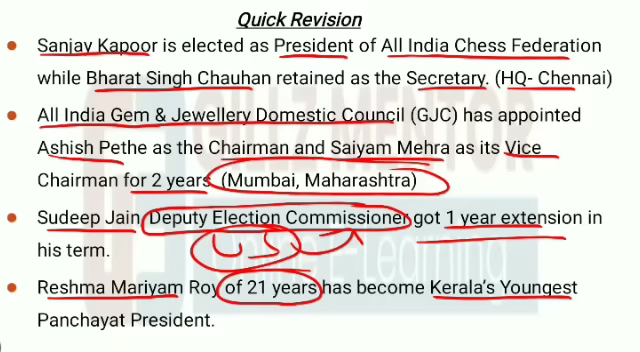 Quick Revision
• Sanjay Kapoor is elected as President of All India Chess Federation
while Bharat Singh Chauhan retained as the Secretary. (HQ- Chennai)
• All India Gem & Jewellery Domestic Council (GJC) has appointed
Ashish Pethe as the Chairman and Saiyam Mehra as its Vice
Chairman for 2 years (Mumbai, Maharashtra)
• Sudeep Jain Deputy Election Commissioner got 1 year extension in
his term.
• Reshma Mariyam Roy of 21 years has become Kerala's Youngest
Panchayat President.